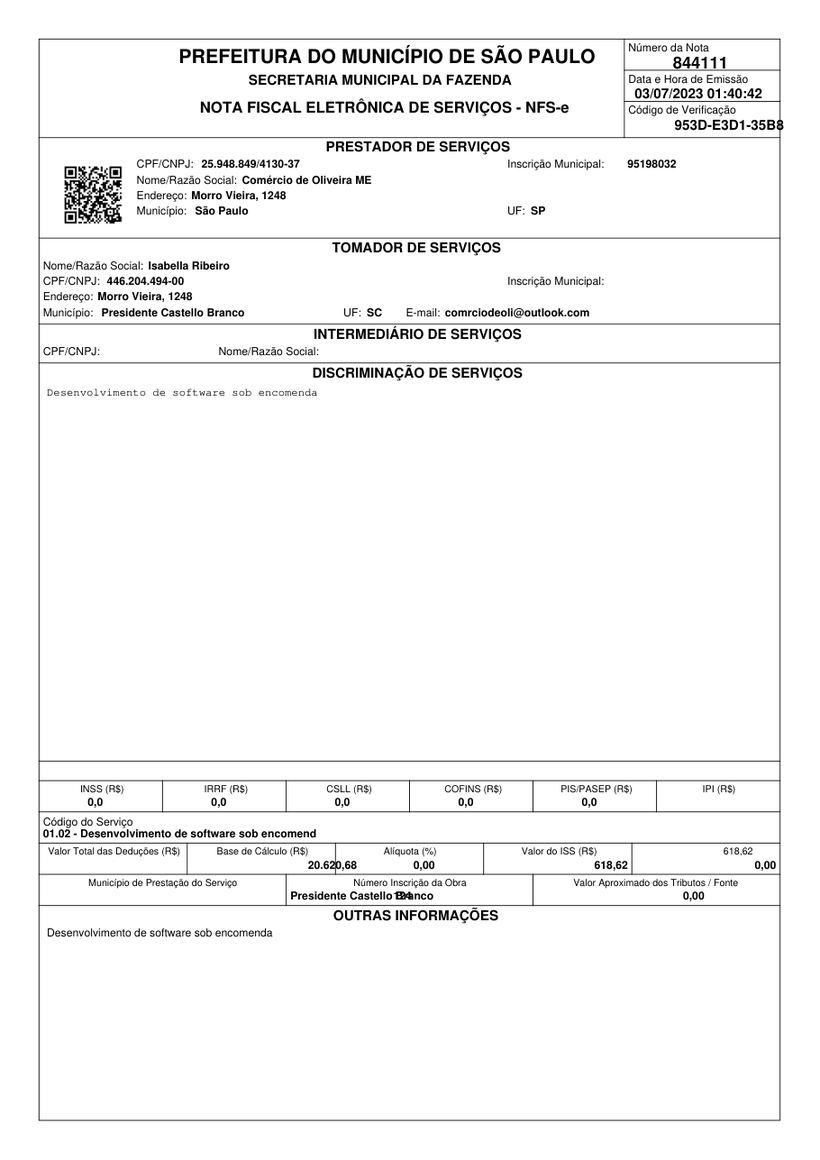 PREFEITURA DO MUNICÍPIO DE SÃO PAULO
SECRETARIA MUNICIPAL DA FAZENDA
NOTA FISCAL ELETRÔNICA DE SERVIÇOS - NFS-e
Número da Nota
844111
Data e Hora de Emissão
03/07/2023 01:40:42
Código de Verificação
953D-E3D1-35B8
PRESTADOR DE SERVIÇOS
CPF/CNPJ: 25.948.849/4130-37 Inscrição Municipal: 95198032
Nome/Razão Social: Comércio de Oliveira ME
Endereço: Morro Vieira, 1248
Município: São Paulo UF: SP
TOMADOR DE SERVIÇOS
Nome/Razão Social: Isabella Ribeiro
CPF/CNPJ: 446.204.494-00 Inscrição Municipal:
Endereço: Morro Vieira, 1248
Município: Presidente Castello Branco UF: SC E-mail: comrciodeoli@outlook.com
INTERMEDIÁRIO DE SERVIÇOS
CPF/CNPJ: Nome/Razão Social:
DISCRIMINAÇÃO DE SERVIÇOS
Desenvolvimento de software sob encomenda
INSS (R$) IRRF (R$) CSLL (R$) COFINS (R$) PIS/PASEP (R$) IPI (R$)
0,0 0,0 0,0 0,0 0,0
Código do Serviço
01.02 - Desenvolvimento de software sob encomend
Valor Total das Deduções (R$) Base de Cálculo (R$) Alíquota (%) Valor do ISS (R$) 618,62
20.620,68 0,00 618,62 0,00
Município de Prestação do Serviço Número Inscrição da Obra Valor Aproximado dos Tributos / Fonte
Presidente Castello Branco 0,00
OUTRAS INFORMAÇÕES
Desenvolvimento de software sob encomenda